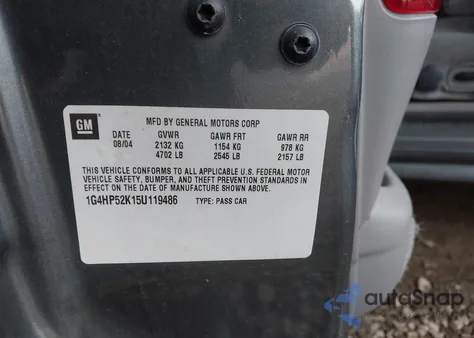 GM
MFD BY GENERAL MOTORS CORP
DATE GVWR GAWR FRT GAWR RR
08/04 2132 KG 1154 KG 978 KG
4702 LB 2545 LB 2157 LB
THIS VEHICLE CONFORMS TO ALL APPLICABLE U.S. FEDERAL MOTOR
VEHICLE SAFETY, BUMPER, AND THEFT PREVENTION STANDARDS IN
EFFECT ON THE DATE OF MANUFACTURE SHOWN ABOVE.
1G4HP52K15U119486 TYPE: PASS CAR
autoSnap